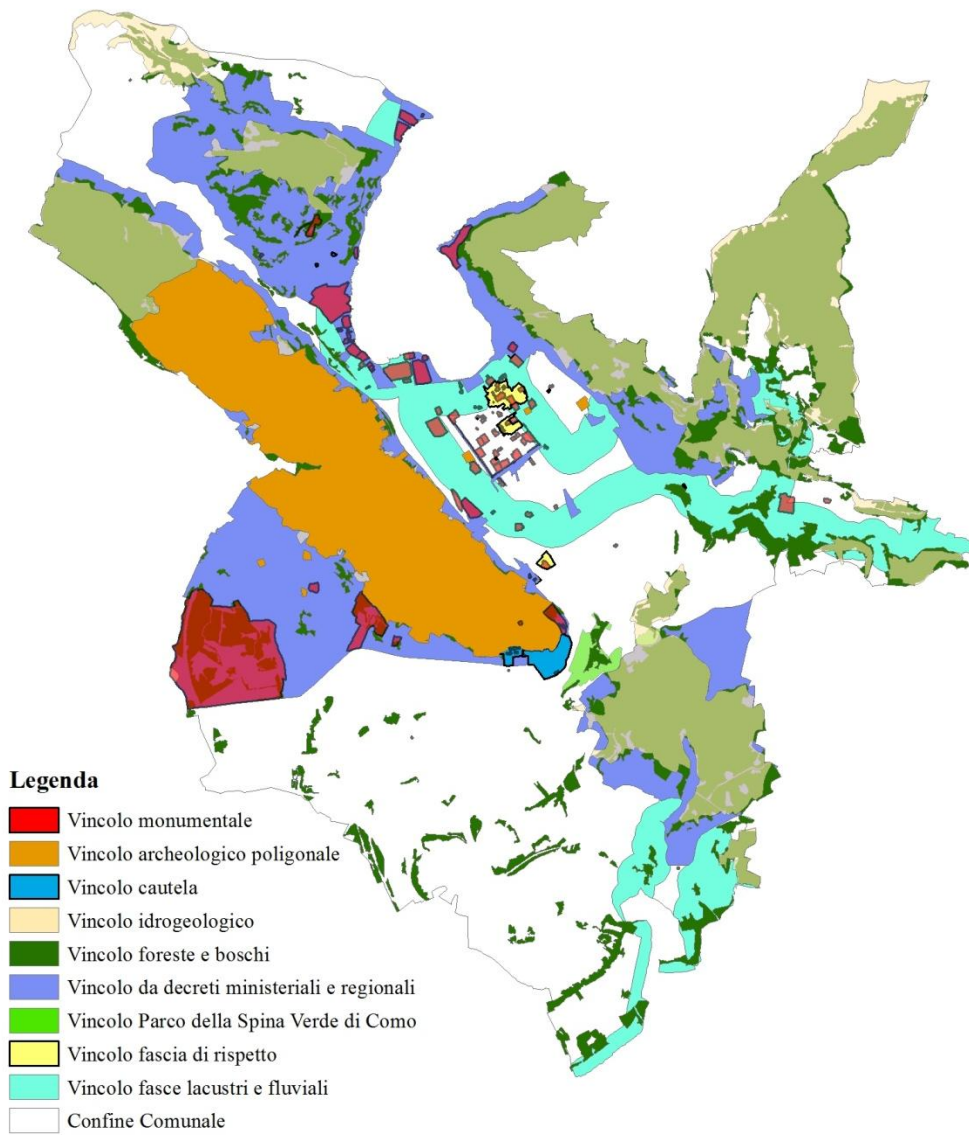 Legenda
Vincolo monumentale
Vincolo archeologico poligonale
Vincolo cautela
Vincolo idrogeologico
Vincolo foreste e boschi
Vincolo da decreti ministeriali e regionali
Vincolo Parco della Spina Verde di Como
Vincolo fascia di rispetto
Vincolo fasce lacustri e fluviali
Confine Comunale